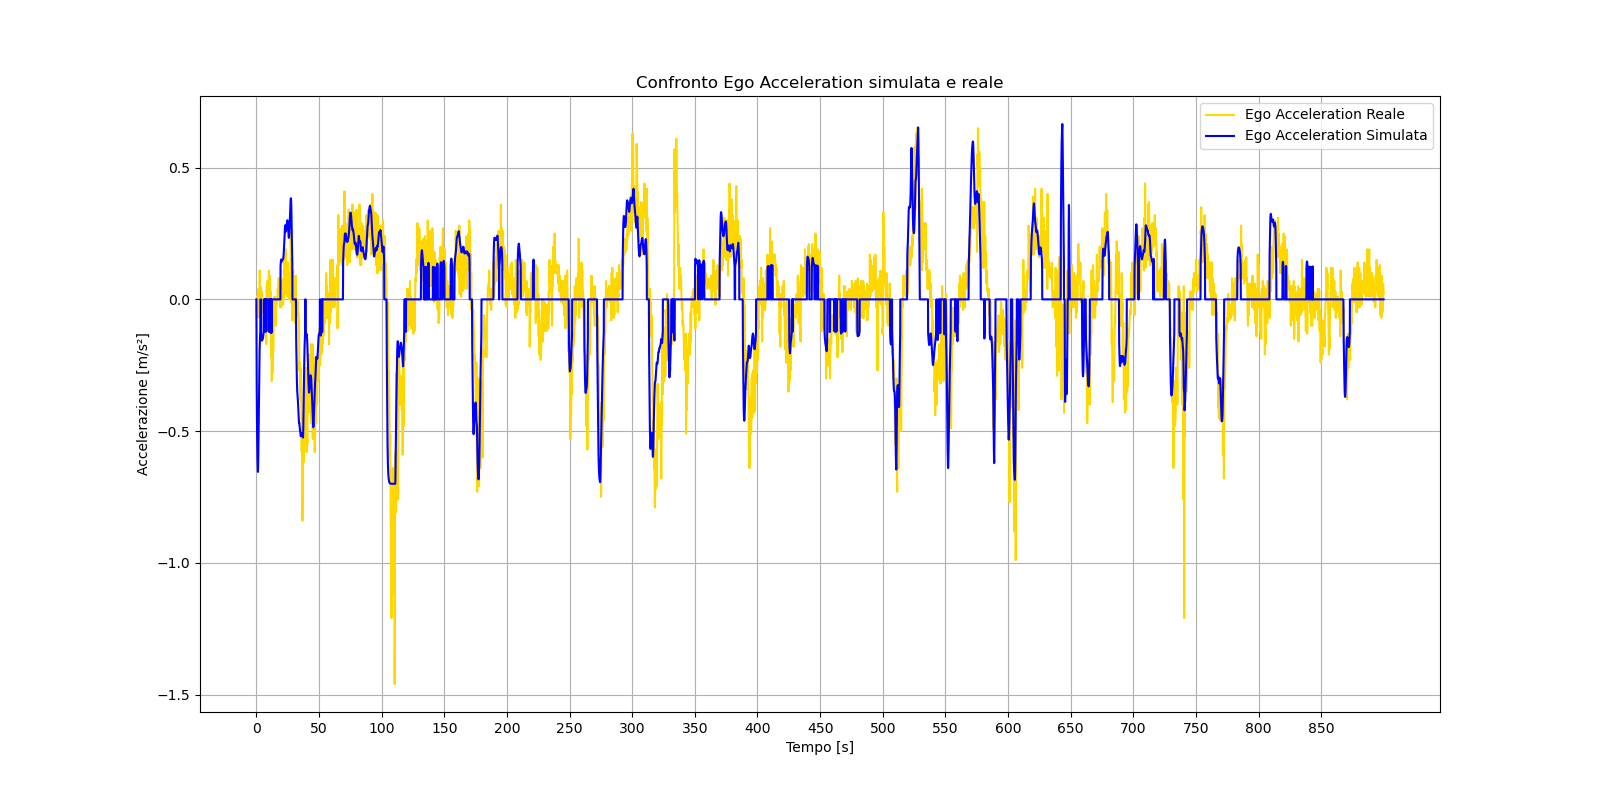 Confronto Ego Acceleration simulata e reale
Ego Acceleration Reale
Ego Acceleration Simulata
Accelerazione [m/s²]
0.5
0.0
−0.5
−1.0
−1.5
0 50 100 150 200 250 300 350 400 450 500 550 600 650 700 750 800 850
Tempo [s]